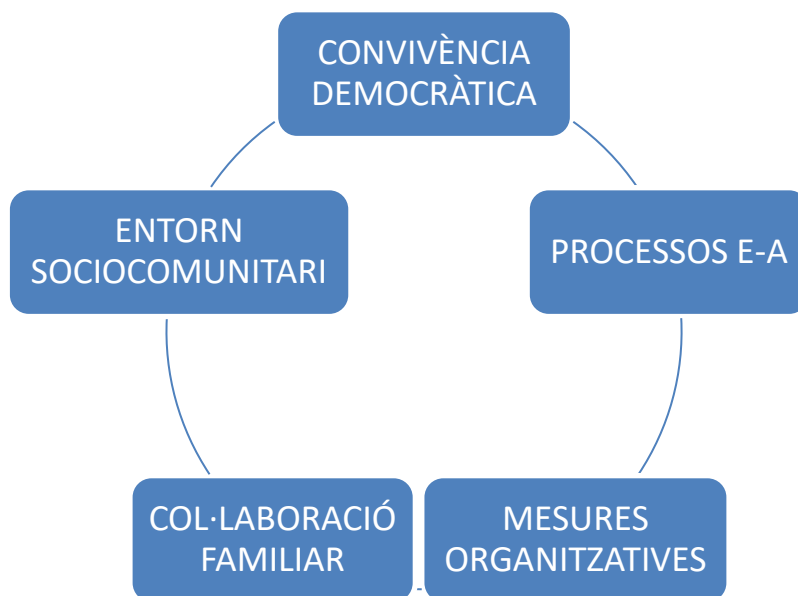 CONVIVÈNCIA
DEMOCRÀTICA
ENTORN
SOCIOCOMUNITARI
PROCESSOS E-A
COL·LABORACIÓ
FAMILIAR
MESURES
ORGANITZATIVES